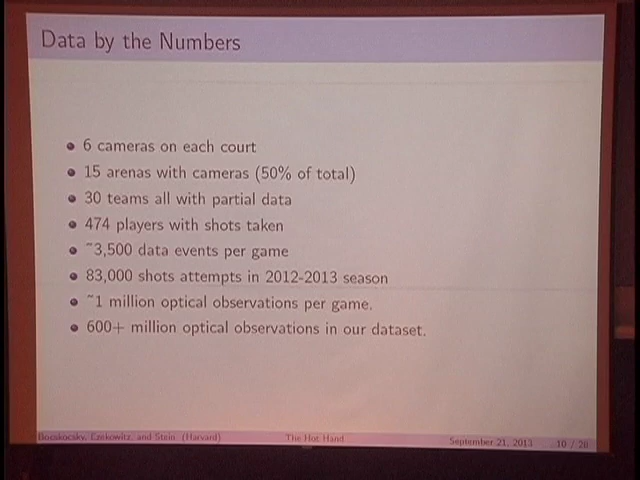 Data by the Numbers
• 6 cameras on each court
• 15 arenas with cameras (50% of total)
• 30 teams all with partial data
• 474 players with shots taken
• ~3,500 data events per game
• 83,000 shots attempts in 2012-2013 season
• ~1 million optical observations per game.
• 600+ million optical observations in our dataset.
Bocskocsky, Ezekowitz, and Stein (Harvard) The Hot Hand September 21, 2013 10 / 28